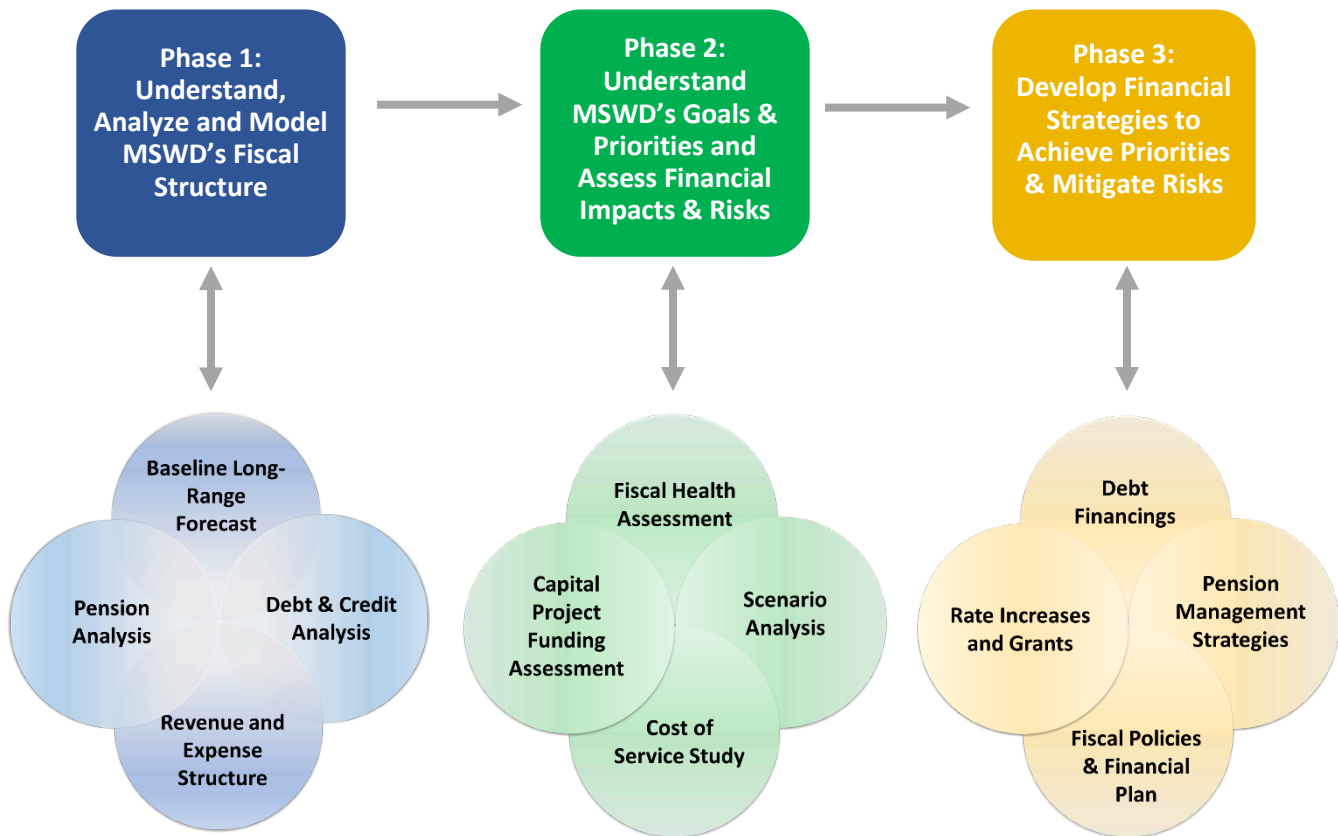 Phase 1:
Understand,
Analyze and Model
MSWD’s Fiscal
Structure
Phase 2:
Understand
MSWD’s Goals &
Priorities and
Assess Financial
Impacts & Risks
Phase 3:
Develop Financial
Strategies to
Achieve Priorities
& Mitigate Risks
Baseline Long-
Range
Forecast
Pension
Analysis
Debt & Credit
Analysis
Revenue and
Expense
Structure
Fiscal Health
Assessment
Capital
Project
Funding
Assessment
Scenario
Analysis
Cost of
Service Study
Debt
Financings
Rate Increases
and Grants
Pension
Management
Strategies
Fiscal Policies
& Financial
Plan